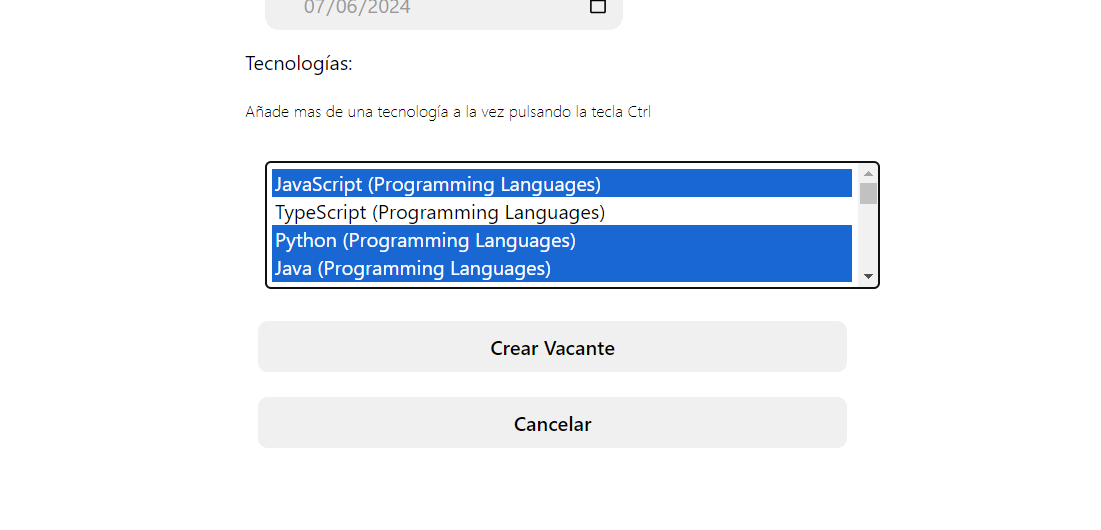 07/06/2024
Tecnologías:
Añade mas de una tecnología a la vez pulsando la tecla Ctrl
JavaScript (Programming Languages)
TypeScript (Programming Languages)
Python (Programming Languages)
Java (Programming Languages)
Crear Vacante
Cancelar